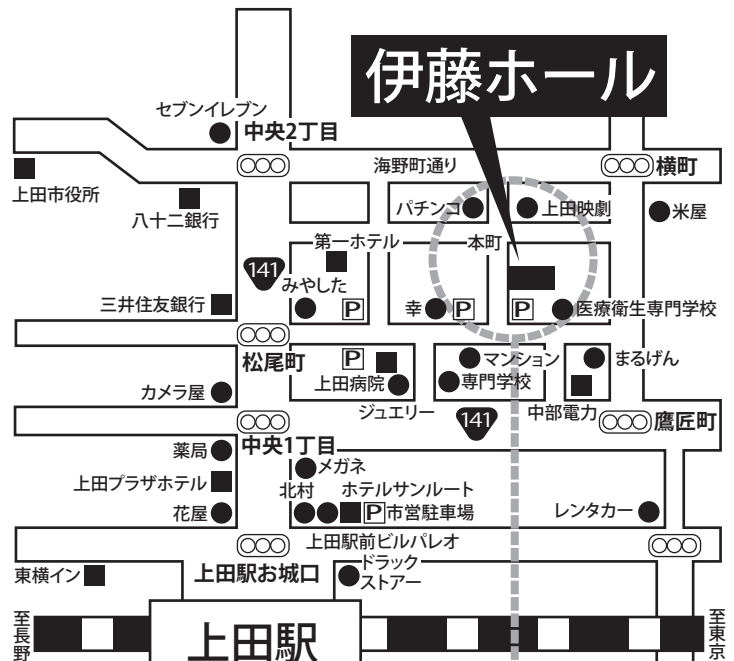 伊藤ホール
セブンイレブン
中央2丁目
海野町通り
横町
上田市役所
八十二銀行
パチンコ
上田映劇
米屋
第一ホテル
本町
141
みやした
三井住友銀行
P
幸
P
P
医療衛生専門学校
松尾町
P
上田病院
マンション
専門学校
まるげん
カメラ屋
ジュエリー
141
中部電力
鷹匠町
中央1丁目
薬局
メガネ
上田プラザホテル
北村
ホテルサンルート
花屋
P市営駐車場
レンタカー
上田駅前ビルパレオ
東横イン
上田駅お城口
ドラック
ストアー
至長野
上田駅
至東京